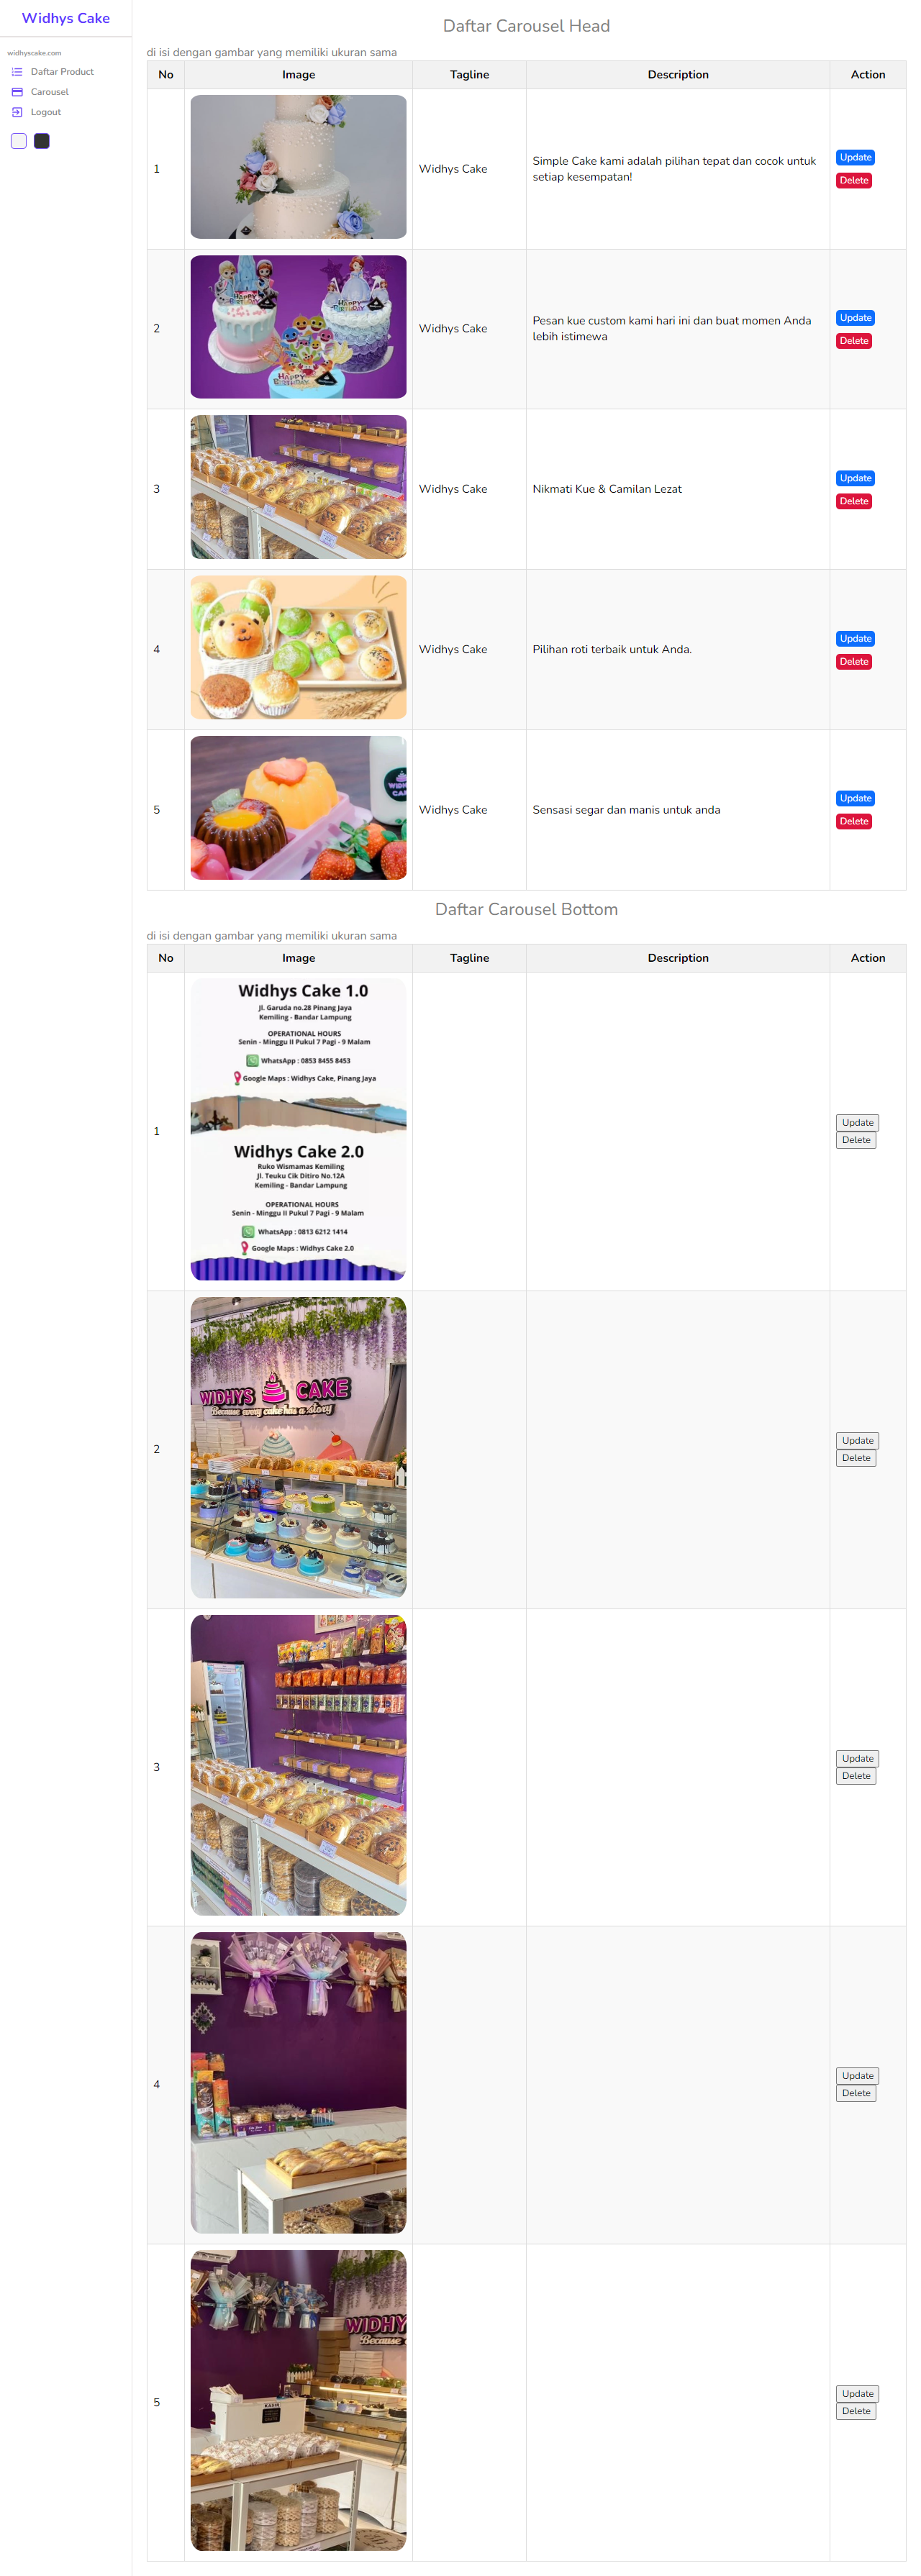 Widhys Cake
widhyscake.com
Daftar Product
Carousel
Logout
Daftar Carousel Head
di isi dengan gambar yang memiliki ukuran sama
No Image Tagline Description Action
1 Widhys Cake Simple Cake kami adalah pilihan tepat dan cocok untuk
setiap kesempatan!
Update
Delete
HAPPY
BIRTHDAY
HAPPY
BIRTHDAY
HAPPY
BIRTHDAY
2 Widhys Cake Pesan kue custom kami hari ini dan buat momen Anda
lebih istimewa
Update
Delete
3 Widhys Cake Nikmati Kue & Camilan Lezat
Update
Delete
4 Widhys Cake Pilihan roti terbaik untuk Anda.
Update
Delete
5 Widhys Cake Sensasi segar dan manis untuk anda
Update
Delete
Daftar Carousel Bottom
di isi dengan gambar yang memiliki ukuran sama
No Image Tagline Description Action
1
Widhys Cake 1.0
Jl. Garuda no.28 Pinang Jaya
Kemiling - Bandar Lampung
OPERATIONAL HOURS
Senin - Minggu II Pukul 7 Pagi - 9 Malam
WhatsApp : 0853 8455 8453
Google Maps : Widhys Cake, Pinang Jaya
Widhys Cake 2.0
Ruko Wismamas Kemiling
Jl. Teuku Cik Ditiro No.12A
Kemiling - Bandar Lampung
OPERATIONAL HOURS
Senin - Minggu II Pukul 7 Pagi - 9 Malam
WhatsApp : 0813 6212 1414
Google Maps : Widhys Cake 2.0
Update
Delete
2
WIDHYS CAKE
Because every cake has a story
Update
Delete
3
Update
Delete
4
Update
Delete
5
WIDHY
Because
KASIR
Update
Delete